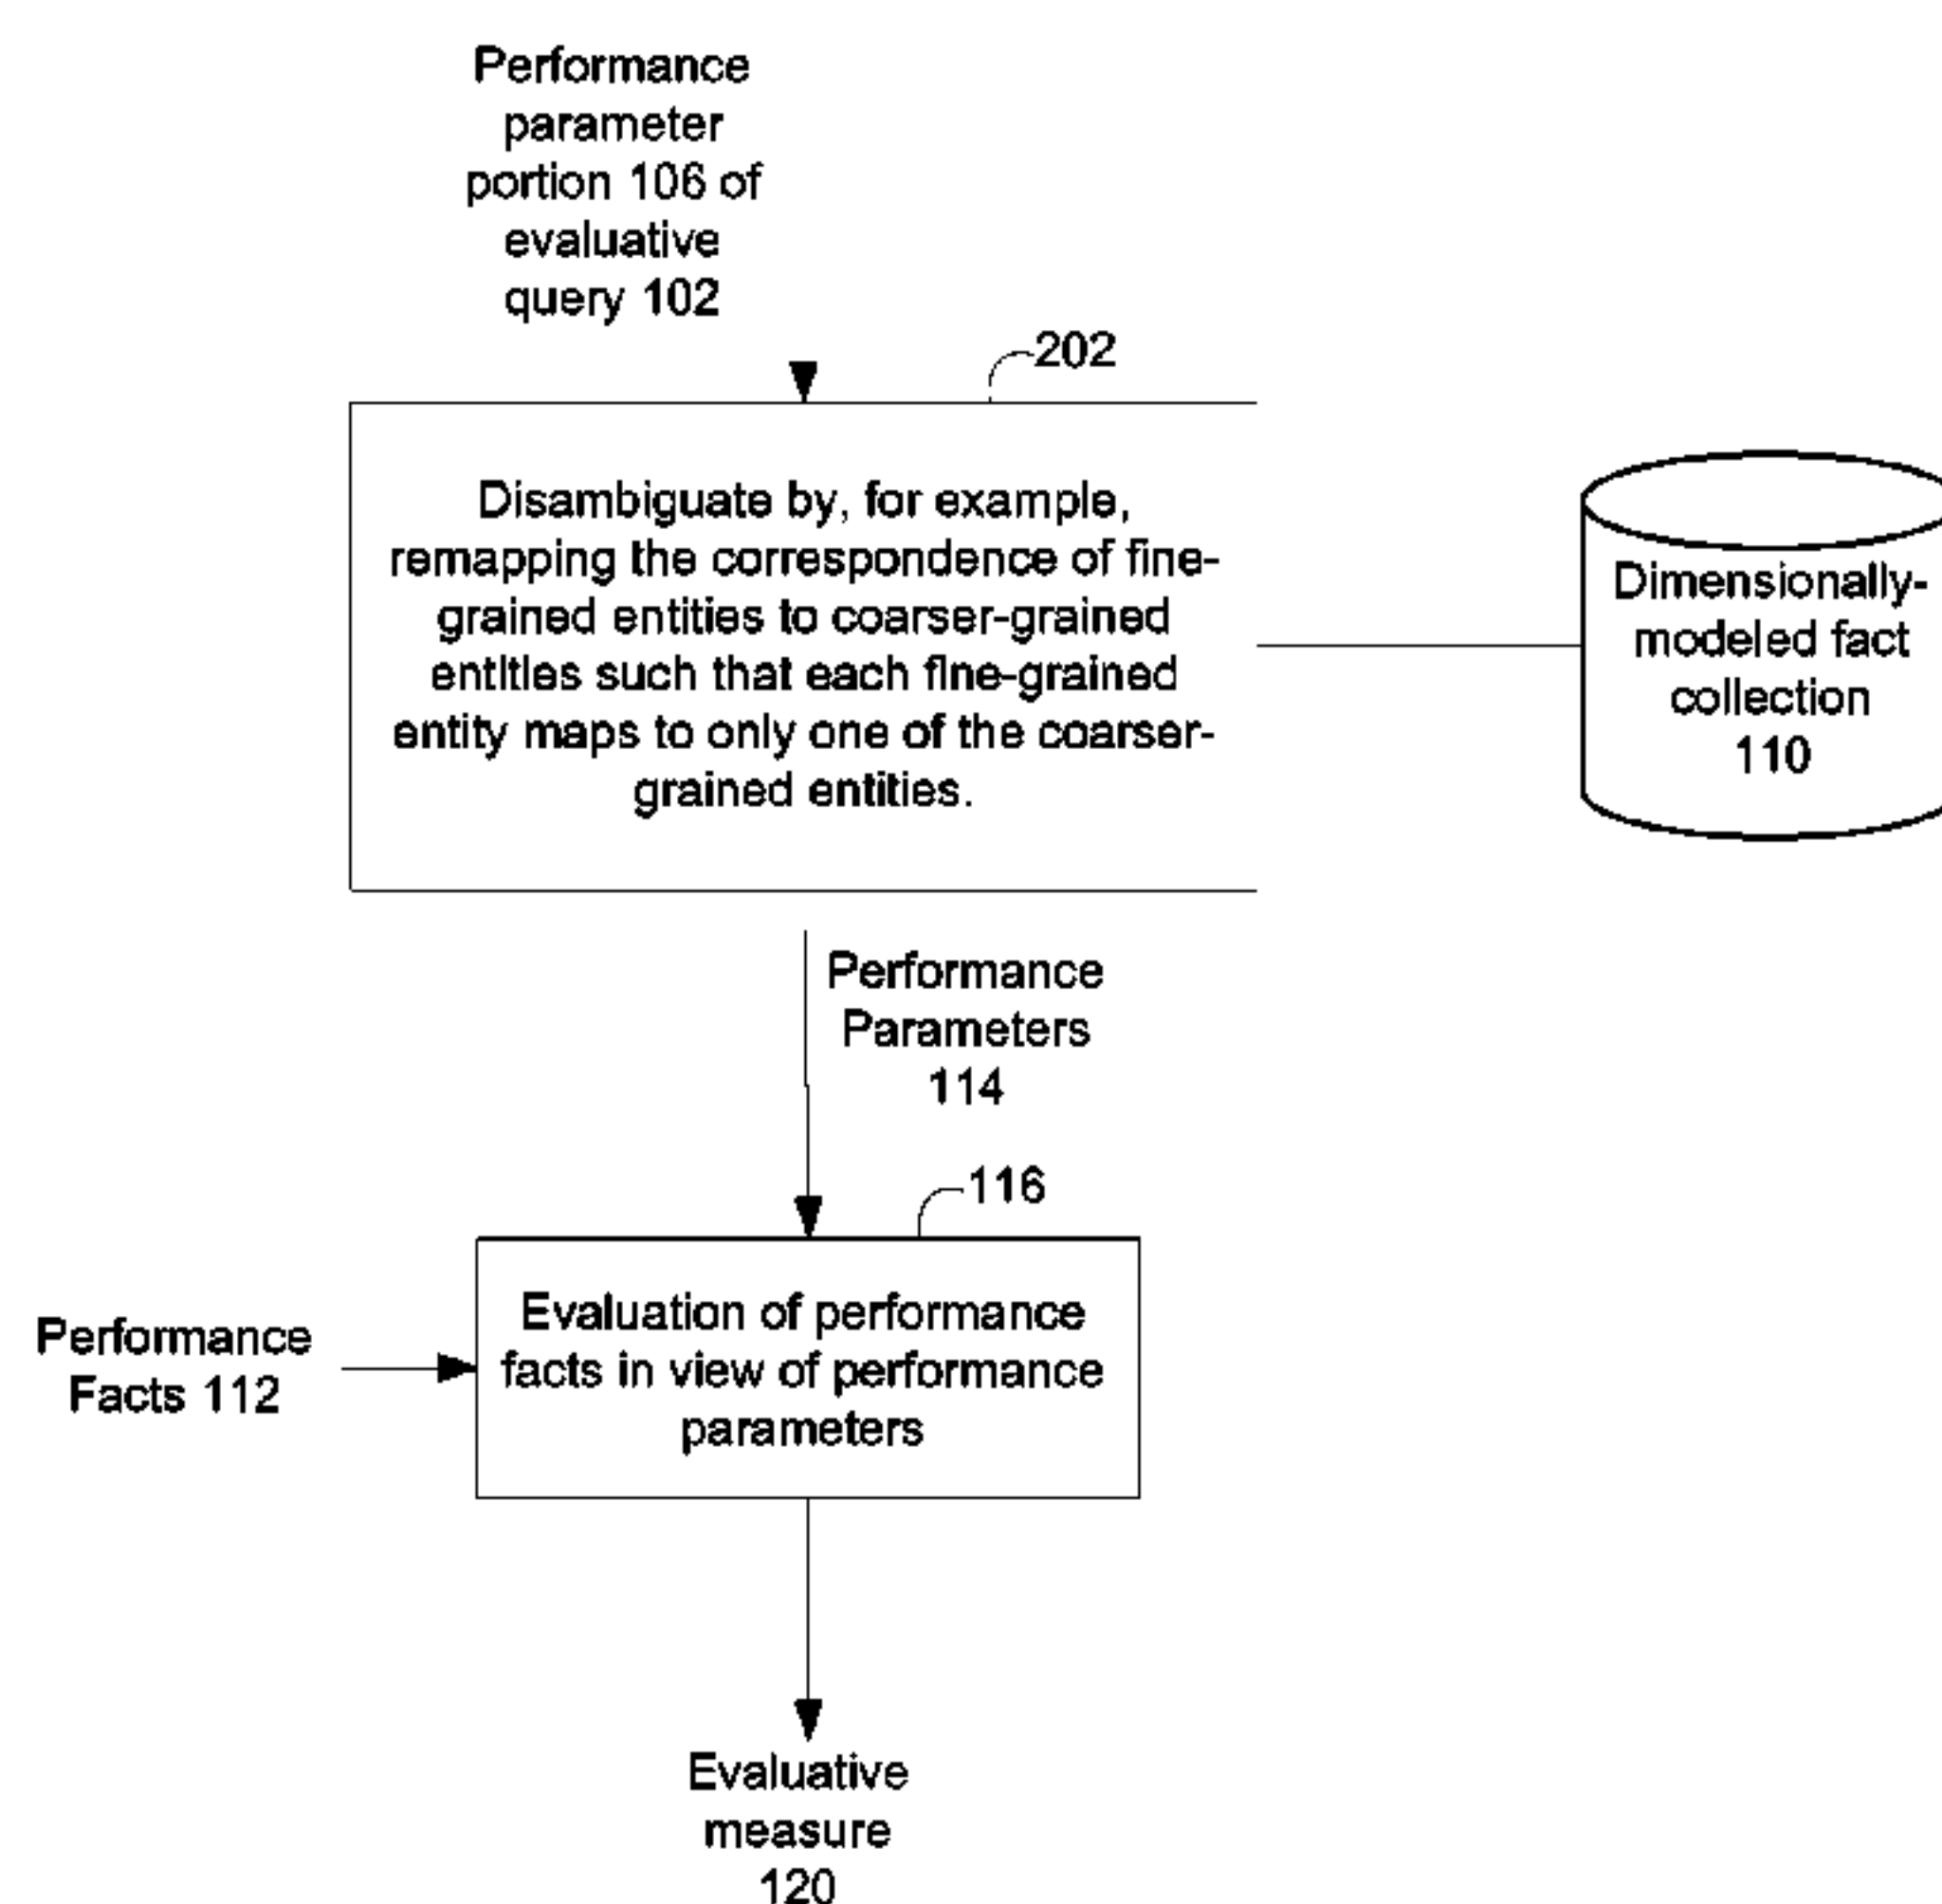 Performance
parameter
portion 106 of
evaluative
query 102
202
Disambiguate by, for example,
remapping the correspondence of fine-
grained entities to coarser-grained
entities such that each fine-grained
entity maps to only one of the coarser-
grained entities.
Dimensionally-
modeled fact
collection
110
Performance
Parameters
114
116
Evaluation of performance
facts in view of performance
parameters
Performance
Facts 112
Evaluative
measure
120